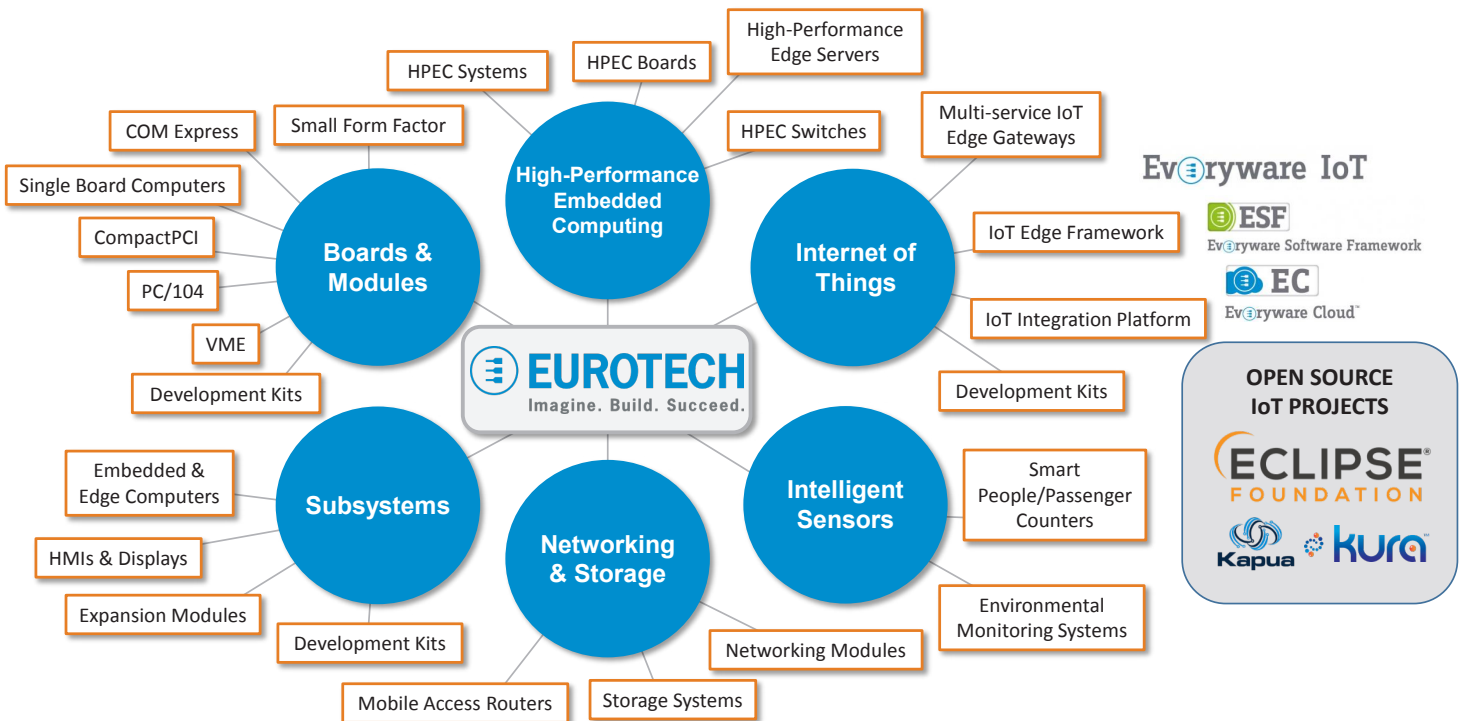 High-Performance
Edge Servers
HPEC Boards
HPEC Systems
HPEC Switches
High-Performance
Embedded
Computing
Small Form Factor
COM Express
Single Board Computers
CompactPCI
PC/104
VME
Development Kits
Boards &
Modules
Multi-service IoT
Edge Gateways
IoT Edge Framework
IoT Integration Platform
Development Kits
Internet of
Things
Everyware IoT
ESF
Everyware Software Framework
EC
Everyware Cloud™
EUROTECH
Imagine. Build. Succeed.
OPEN SOURCE
IoT PROJECTS
ECLIPSE®
FOUNDATION
Kapua
kura™
Embedded &
Edge Computers
HMIs & Displays
Expansion Modules
Development Kits
Subsystems
Networking
& Storage
Mobile Access Routers
Storage Systems
Networking Modules
Intelligent
Sensors
Smart
People/Passenger
Counters
Environmental
Monitoring Systems